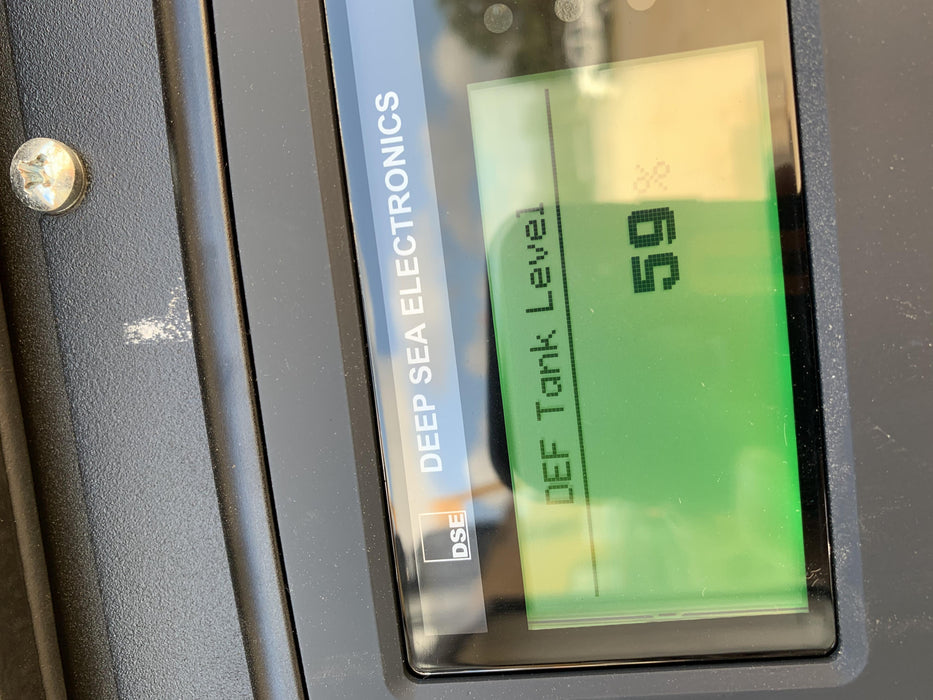 DSE DEEP SEA ELECTRONICS
DEF Tank Level
59 %